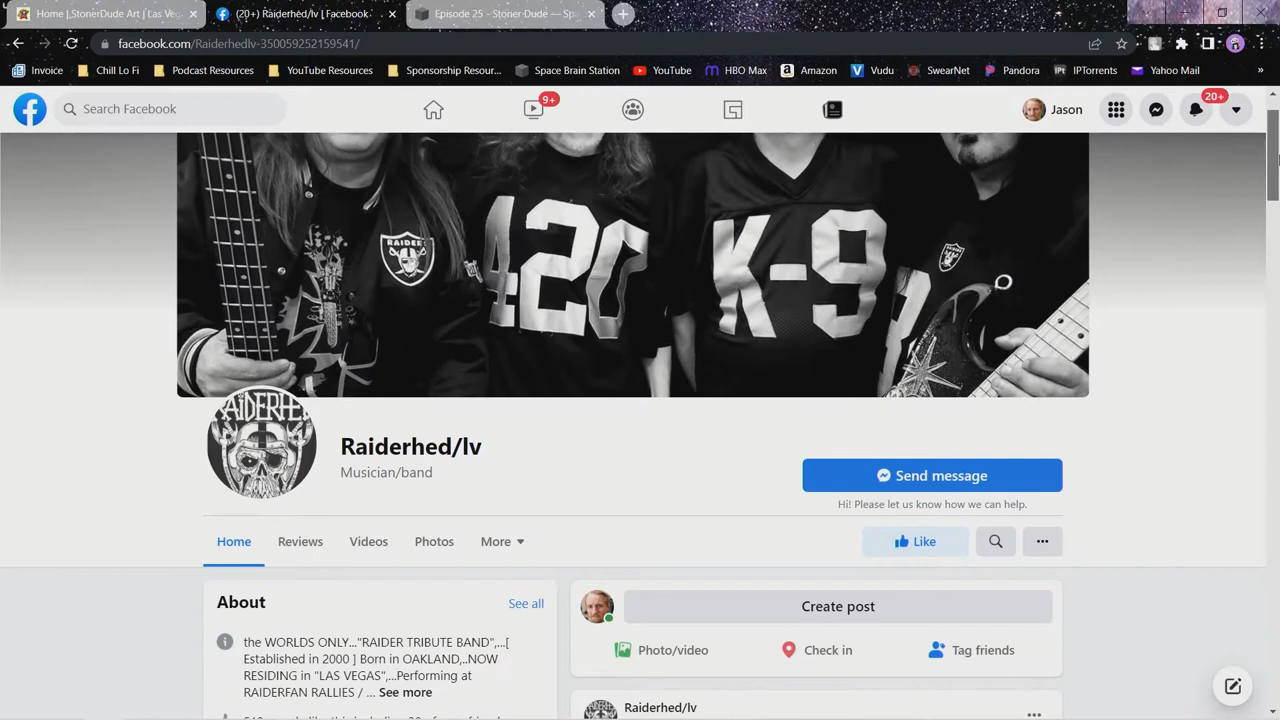 Home | StonerDude Art | Las Veg
(20+) Raiderhed/lv | Facebook
Episode 25 - Stoner Dude — Spa
facebook.com/Raiderhedlv-350059252159541/
Invoice
Chill Lo Fi
Podcast Resources
YouTube Resources
Sponsorship Resour...
Space Brain Station
YouTube
HBO Max
Amazon
Vudu
SwearNet
Pandora
IPTorrents
Yahoo Mail
»
Search Facebook
9+
Jason
20+
RAIDERS
420
K-9
RAIDERHE
Raiderhed/lv
Musician/band
Send message
Hi! Please let us know how we can help.
Home
Reviews
Videos
Photos
More
Like
About
See all
the WORLDS ONLY..."RAIDER TRIBUTE BAND",...[
Established in 2000 ] Born in OAKLAND,..NOW
RESIDING in "LAS VEGAS",...Performing at
RAIDERFAN RALLIES / ... See more
Create post
Photo/video
Check in
Tag friends
Raiderhed/lv